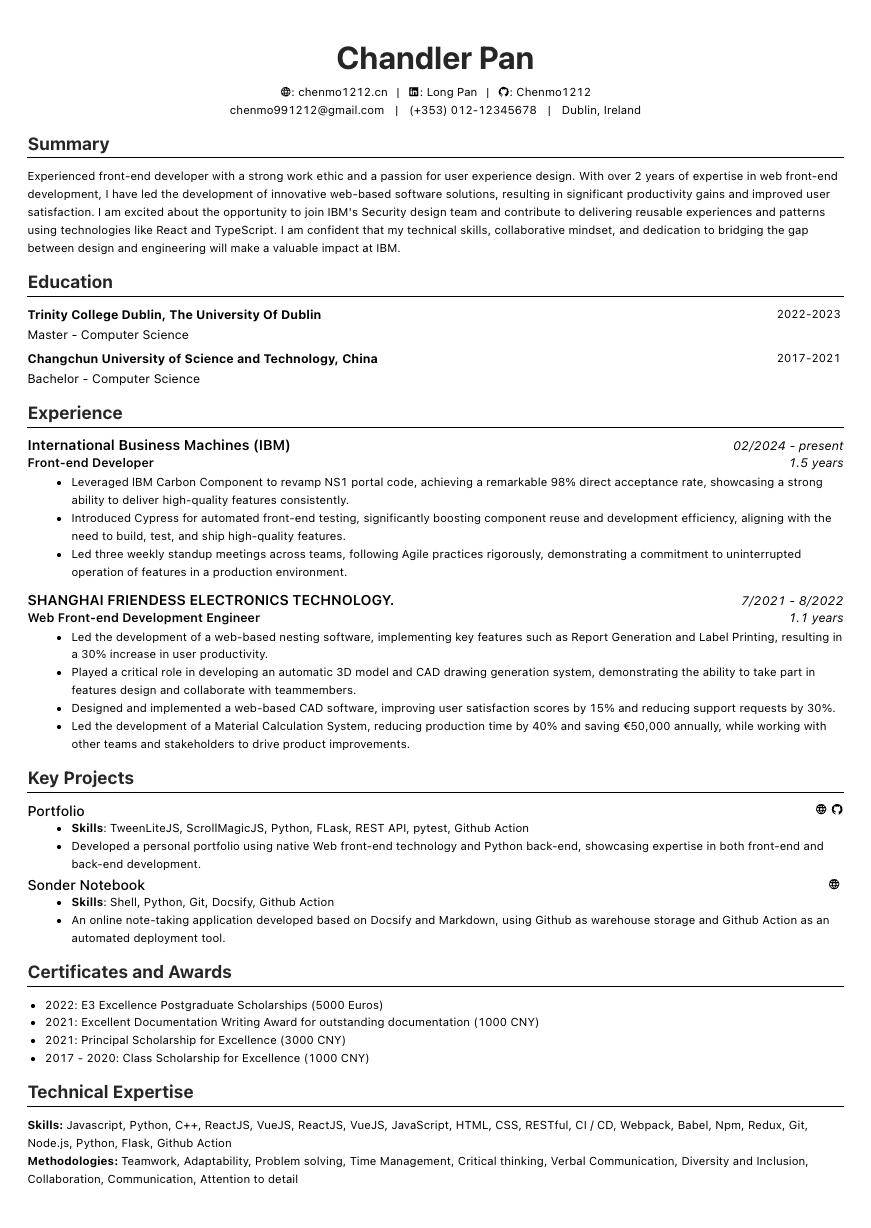 Chandler Pan
: chenmo1212.cn | : Long Pan | : Chenmo1212
chenmo991212@gmail.com | (+353) 012-12345678 | Dublin, Ireland
Summary
Experienced front-end developer with a strong work ethic and a passion for user experience design. With over 2 years of expertise in web front-end
development, I have led the development of innovative web-based software solutions, resulting in significant productivity gains and improved user
satisfaction. I am excited about the opportunity to join IBM's Security design team and contribute to delivering reusable experiences and patterns
using technologies like React and TypeScript. I am confident that my technical skills, collaborative mindset, and dedication to bridging the gap
between design and engineering will make a valuable impact at IBM.
Education
Trinity College Dublin, The University Of Dublin 2022-2023
Master - Computer Science
Changchun University of Science and Technology, China 2017-2021
Bachelor - Computer Science
Experience
International Business Machines (IBM) 02/2024 - present
Front-end Developer 1.5 years
• Leveraged IBM Carbon Component to revamp NS1 portal code, achieving a remarkable 98% direct acceptance rate, showcasing a strong
ability to deliver high-quality features consistently.
• Introduced Cypress for automated front-end testing, significantly boosting component reuse and development efficiency, aligning with the
need to build, test, and ship high-quality features.
• Led three weekly standup meetings across teams, following Agile practices rigorously, demonstrating a commitment to uninterrupted
operation of features in a production environment.
SHANGHAI FRIENDESS ELECTRONICS TECHNOLOGY. 7/2021 - 8/2022
Web Front-end Development Engineer 1.1 years
• Led the development of a web-based nesting software, implementing key features such as Report Generation and Label Printing, resulting in
a 30% increase in user productivity.
• Played a critical role in developing an automatic 3D model and CAD drawing generation system, demonstrating the ability to take part in
features design and collaborate with teammembers.
• Designed and implemented a web-based CAD software, improving user satisfaction scores by 15% and reducing support requests by 30%.
• Led the development of a Material Calculation System, reducing production time by 40% and saving €50,000 annually, while working with
other teams and stakeholders to drive product improvements.
Key Projects
Portfolio
• Skills: TweenLiteJS, ScrollMagicJS, Python, FLask, REST API, pytest, Github Action
• Developed a personal portfolio using native Web front-end technology and Python back-end, showcasing expertise in both front-end and
back-end development.
Sonder Notebook
• Skills: Shell, Python, Git, Docsify, Github Action
• An online note-taking application developed based on Docsify and Markdown, using Github as warehouse storage and Github Action as an
automated deployment tool.
Certificates and Awards
• 2022: E3 Excellence Postgraduate Scholarships (5000 Euros)
• 2021: Excellent Documentation Writing Award for outstanding documentation (1000 CNY)
• 2021: Principal Scholarship for Excellence (3000 CNY)
• 2017 - 2020: Class Scholarship for Excellence (1000 CNY)
Technical Expertise
Skills: Javascript, Python, C++, ReactJS, VueJS, ReactJS, VueJS, JavaScript, HTML, CSS, RESTful, CI / CD, Webpack, Babel, Npm, Redux, Git,
Node.js, Python, Flask, Github Action
Methodologies: Teamwork, Adaptability, Problem solving, Time Management, Critical thinking, Verbal Communication, Diversity and Inclusion,
Collaboration, Communication, Attention to detail